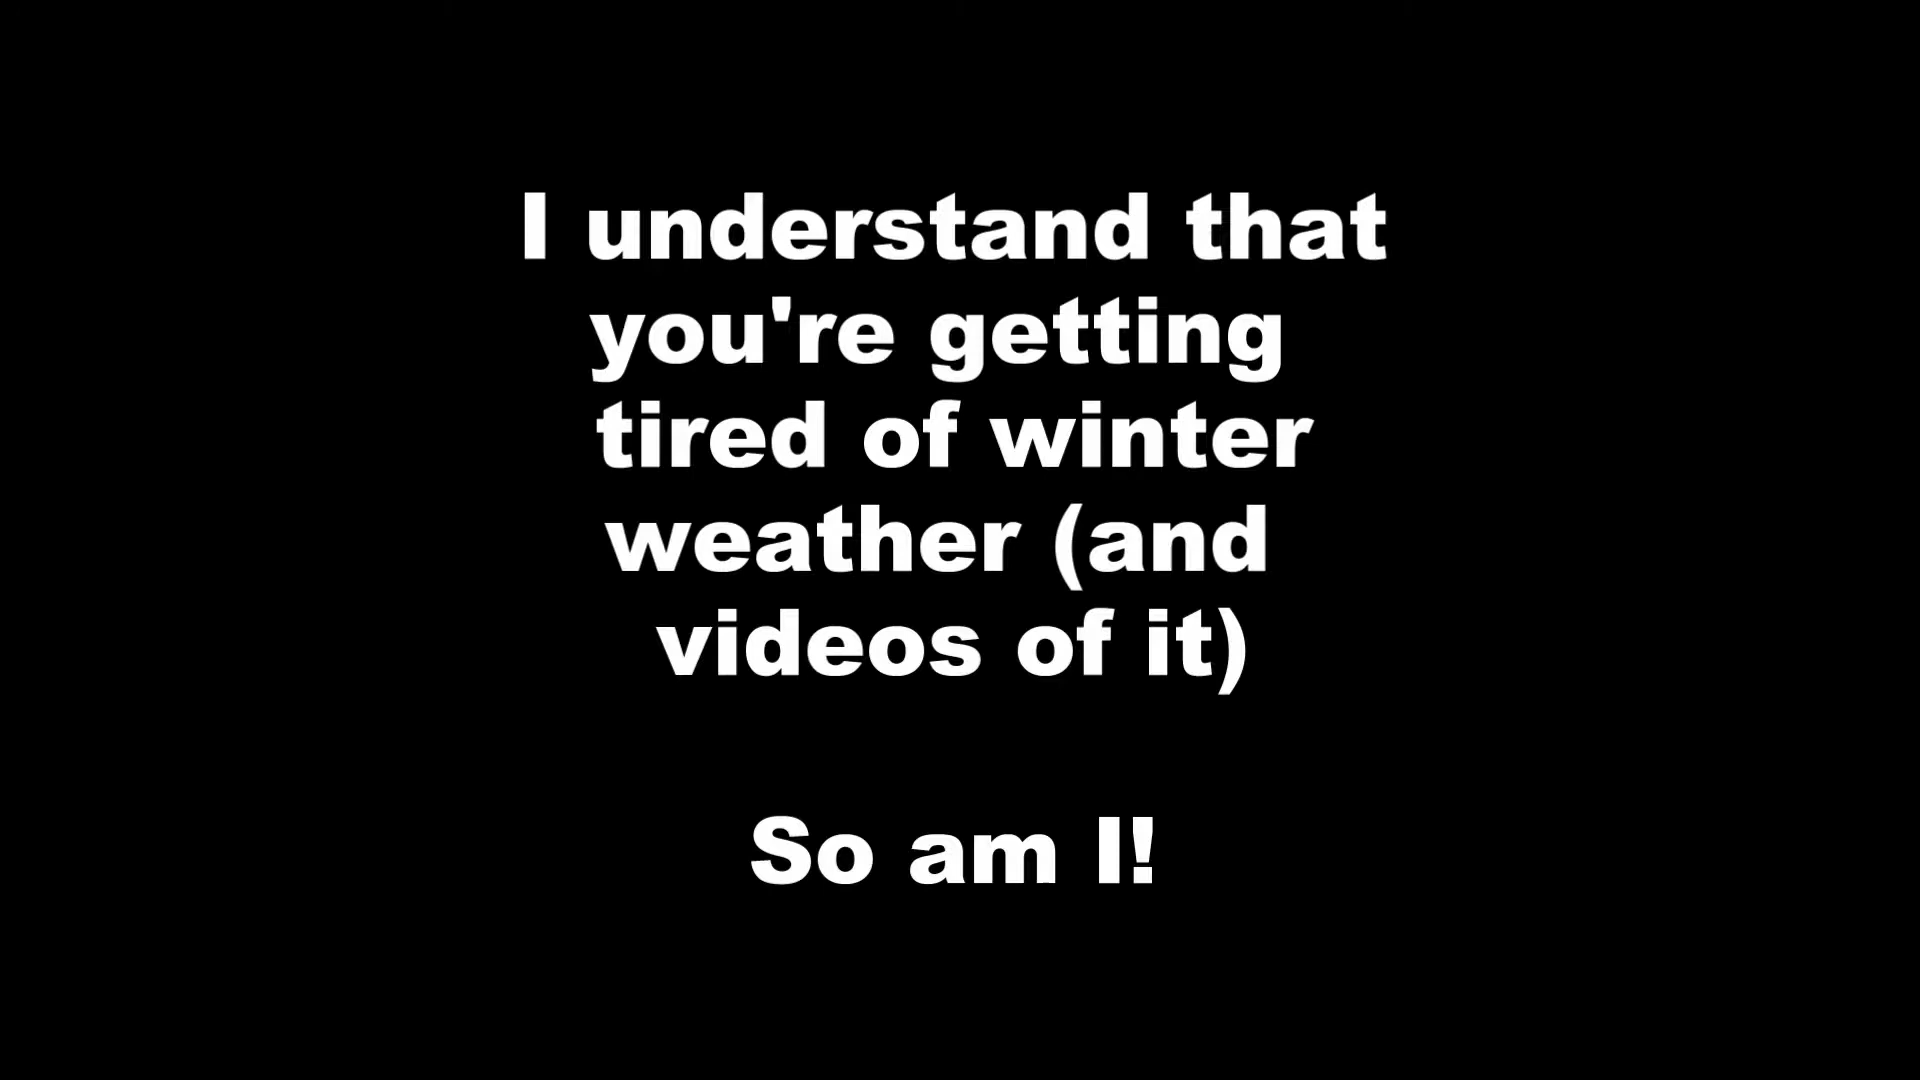 I understand that
you're getting
tired of winter
weather (and
videos of it)
So am I!